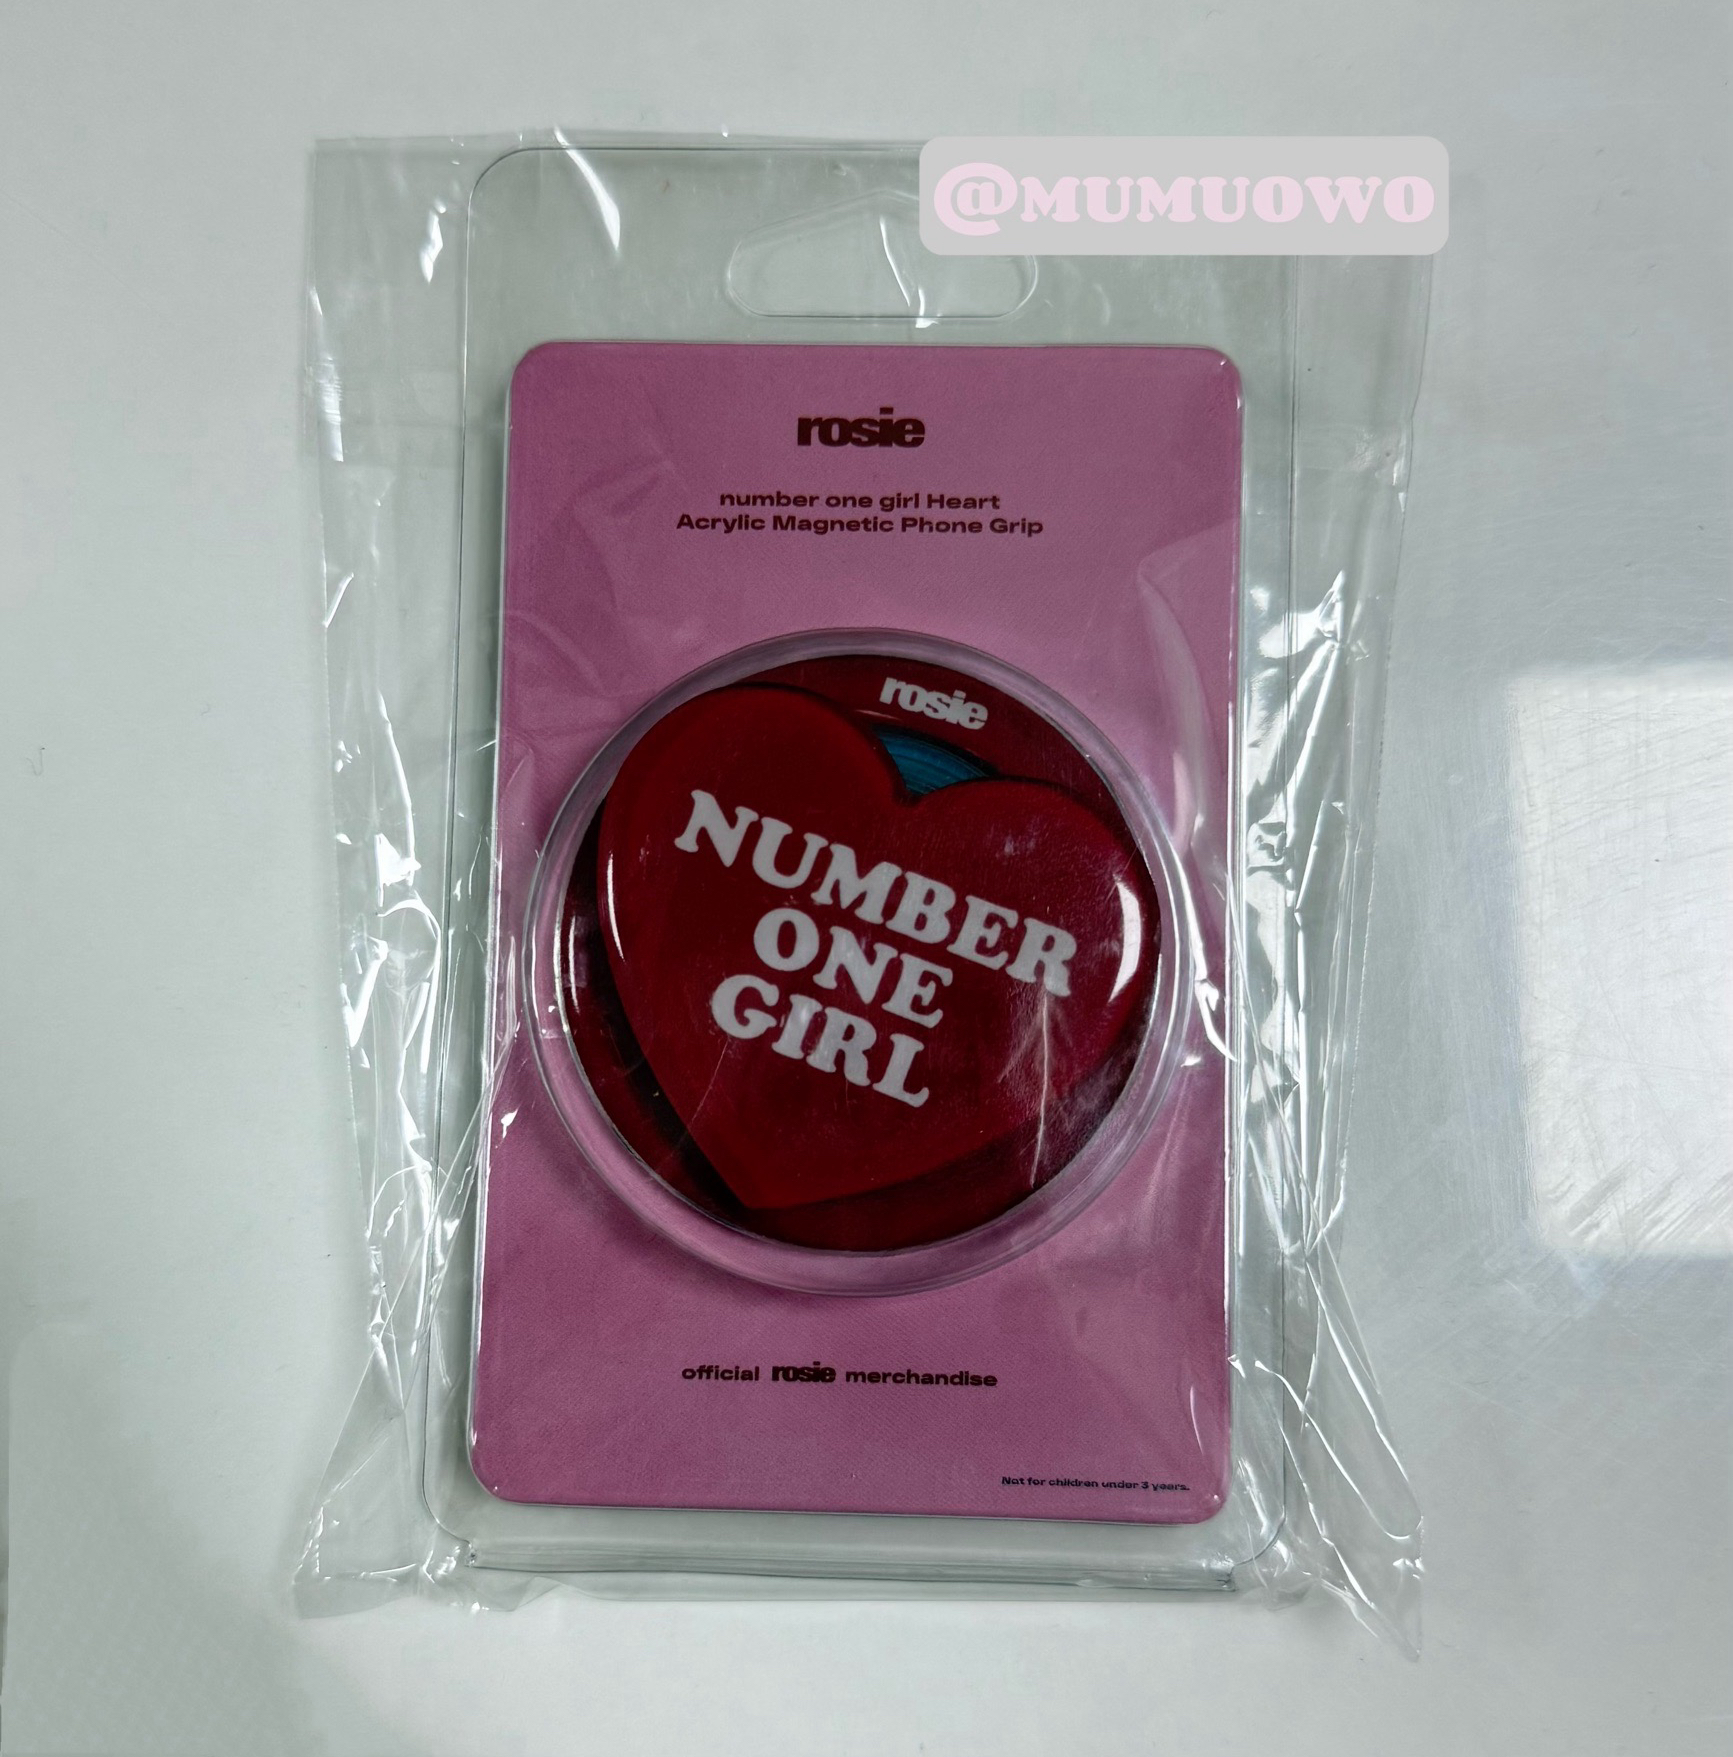 @MUMUOWO
rosie
number one girl Heart
Acrylic Magnetic Phone Grip
rosie
NUMBER
ONE
GIRL
official rosie merchandise
Not for children under 3 years.